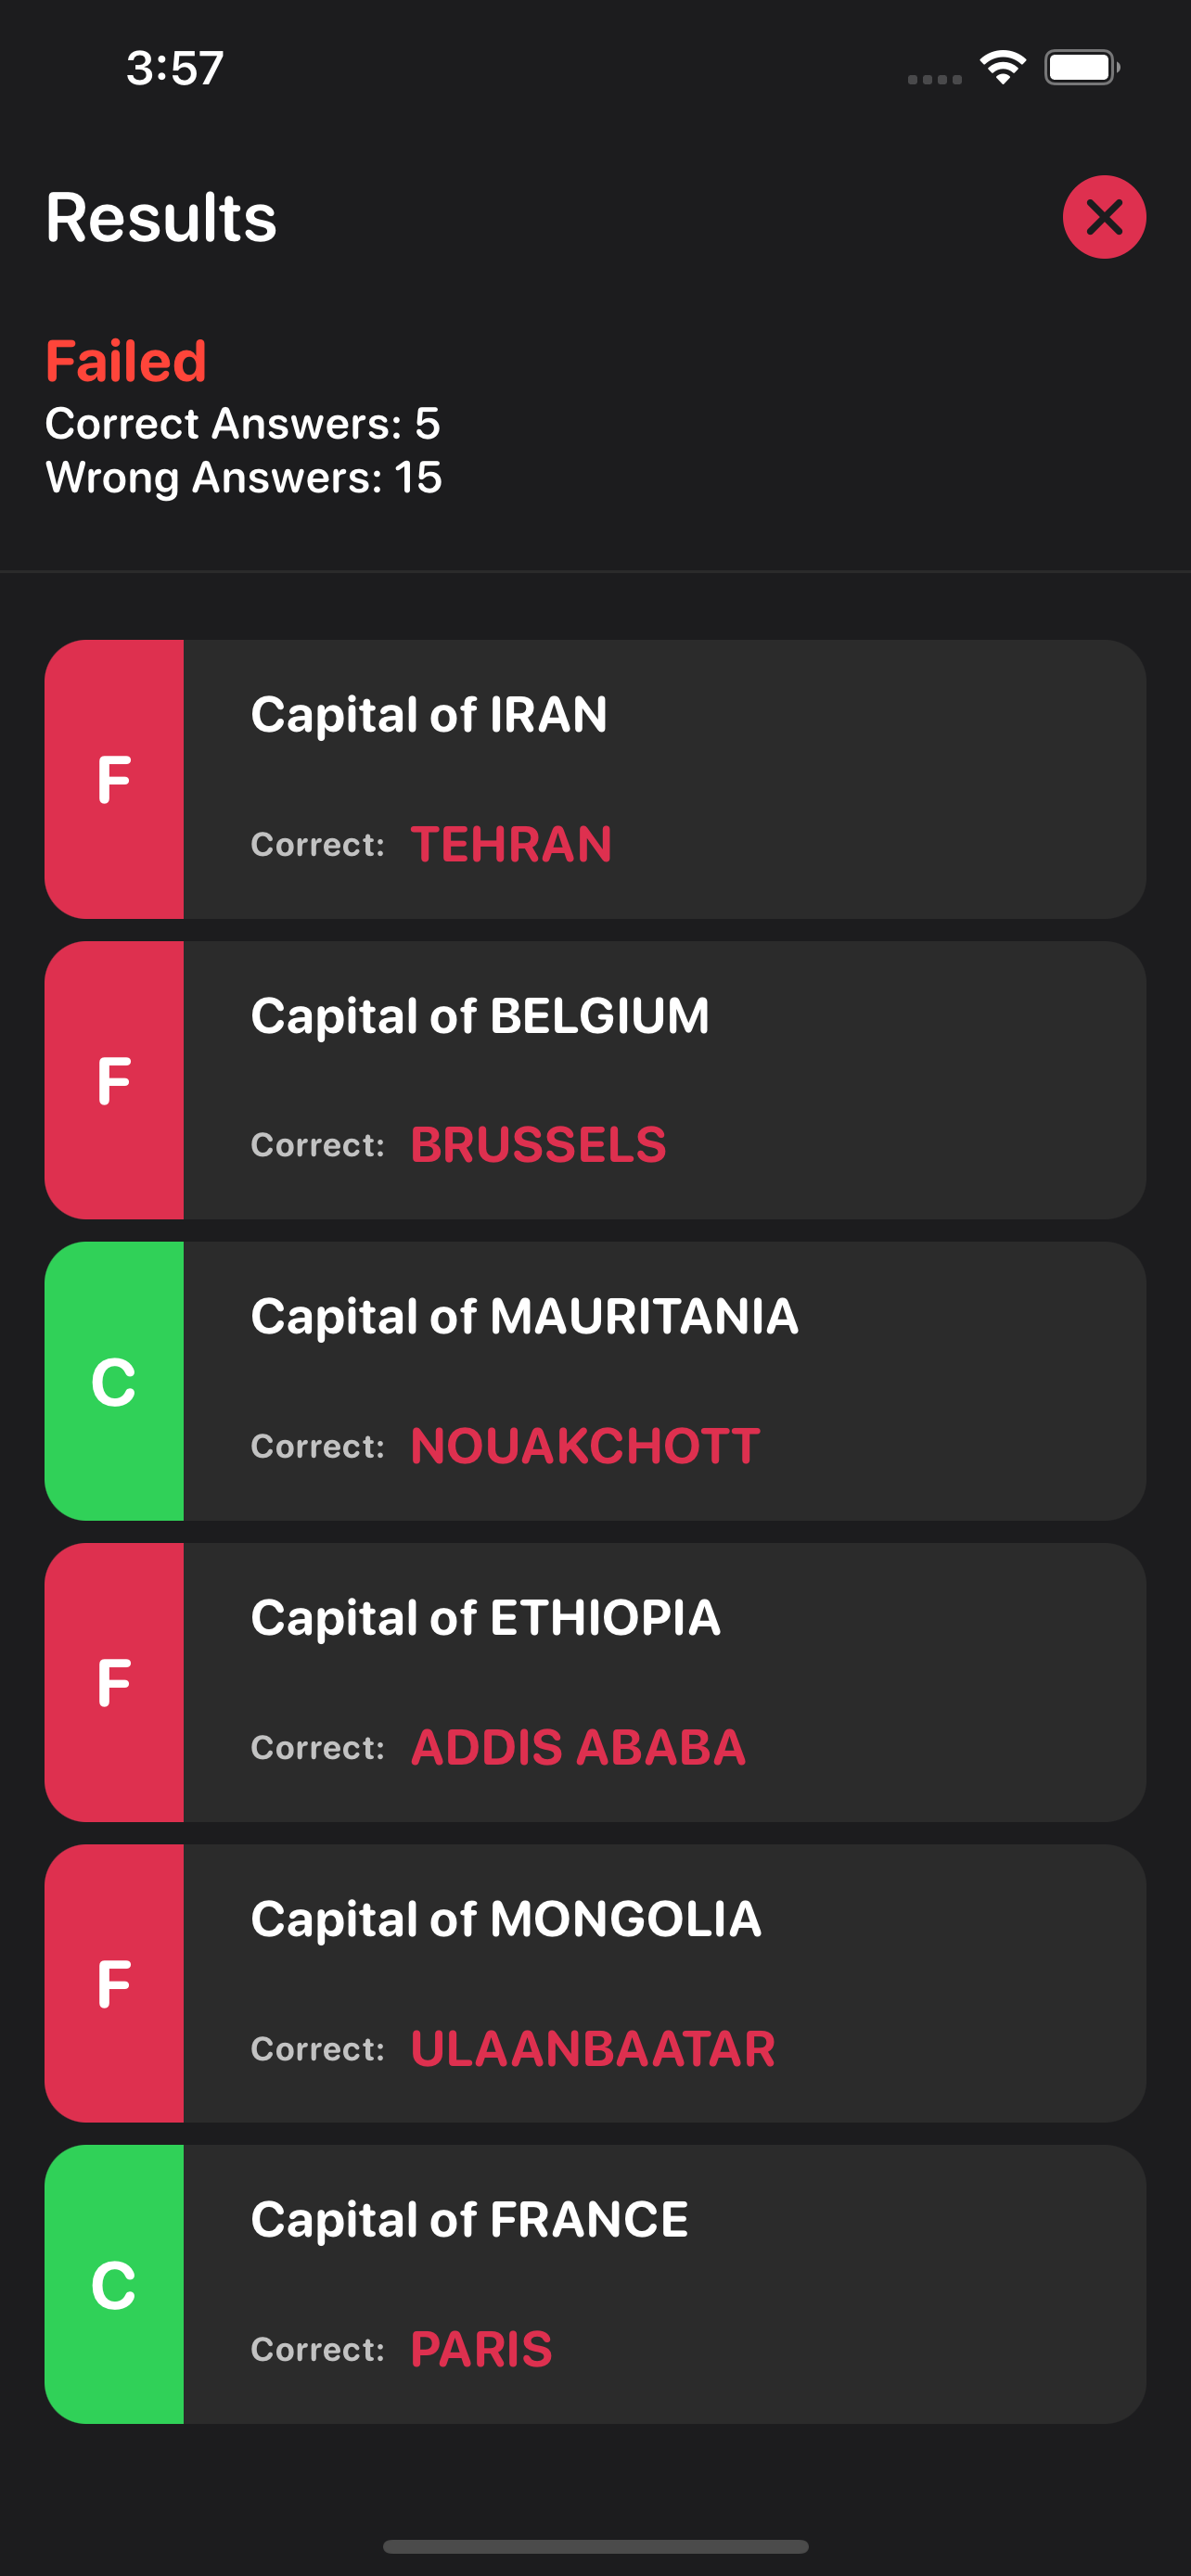 3:57
Results
Failed
Correct Answers: 5
Wrong Answers: 15
F
Capital of IRAN
Correct: TEHRAN
F
Capital of BELGIUM
Correct: BRUSSELS
C
Capital of MAURITANIA
Correct: NOUAKCHOTT
F
Capital of ETHIOPIA
Correct: ADDIS ABABA
F
Capital of MONGOLIA
Correct: ULAANBAATAR
C
Capital of FRANCE
Correct: PARIS